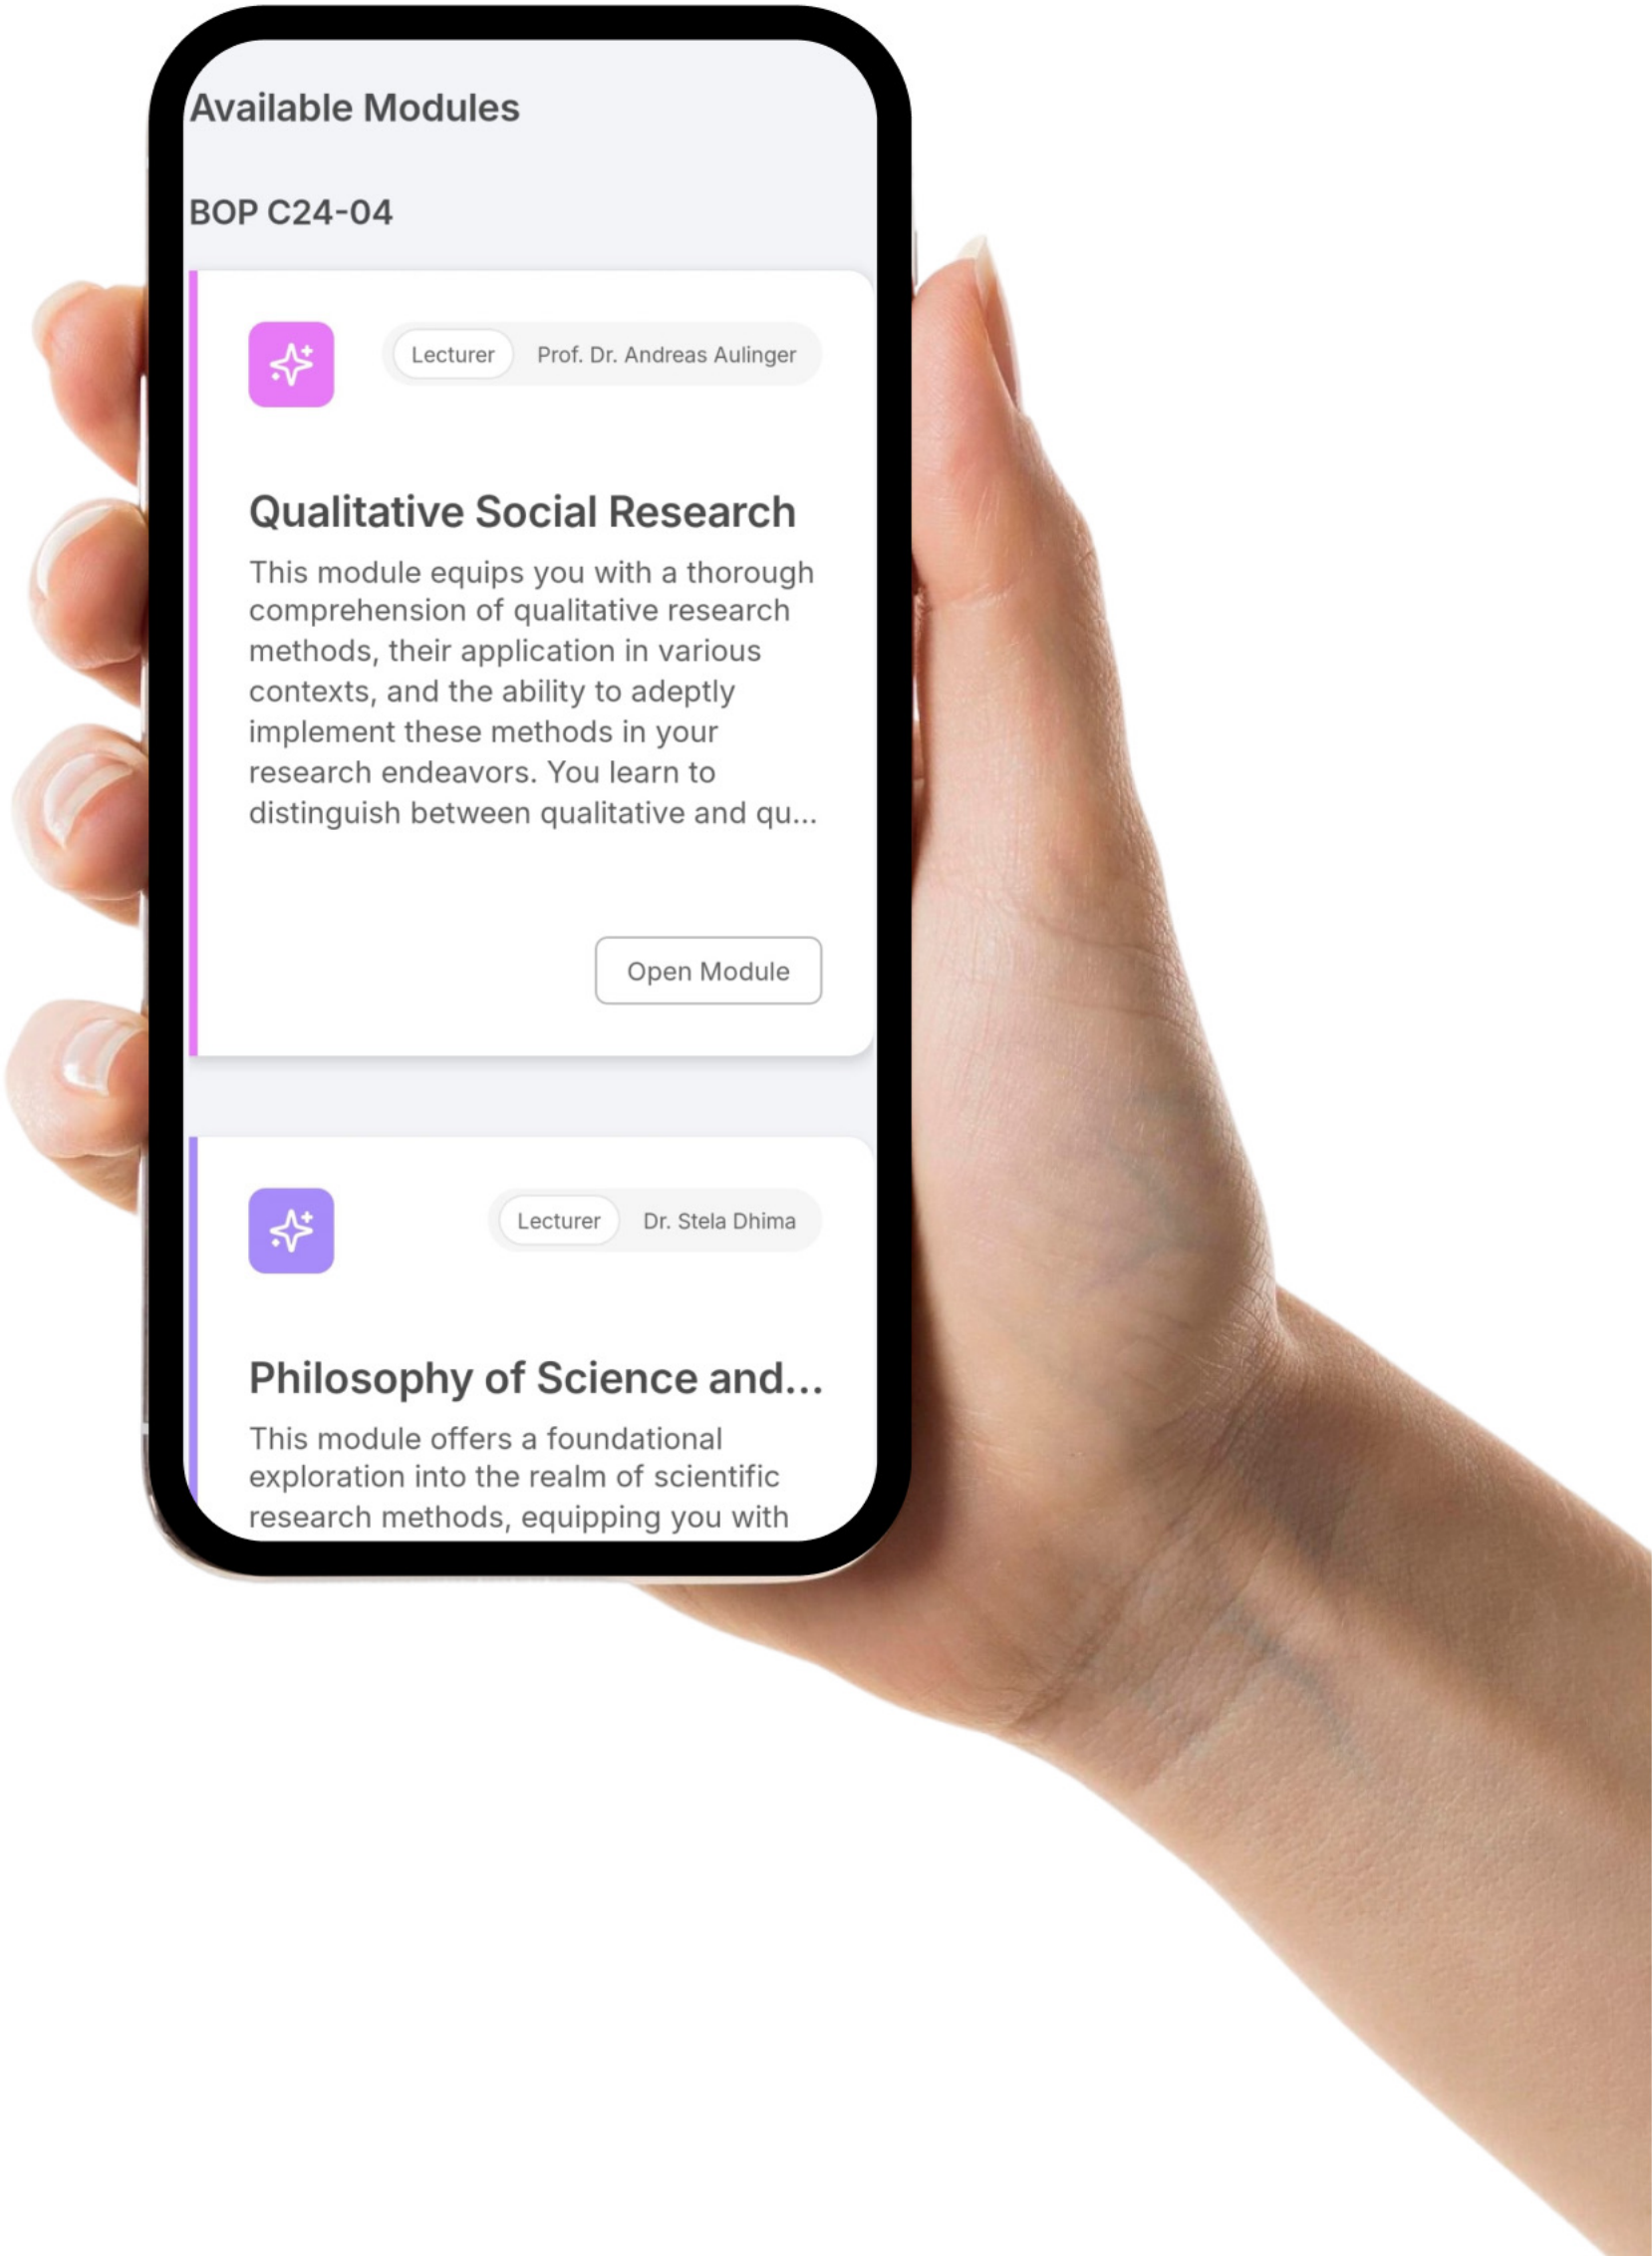 Available Modules
BOP C24-04
Lecturer Prof. Dr. Andreas Aulinger
Qualitative Social Research
This module equips you with a thorough
comprehension of qualitative research
methods, their application in various
contexts, and the ability to adeptly
implement these methods in your
research endeavors. You learn to
distinguish between qualitative and qu...
Open Module
Lecturer Dr. Stela Dhima
Philosophy of Science and...
This module offers a foundational
exploration into the realm of scientific
research methods, equipping you with